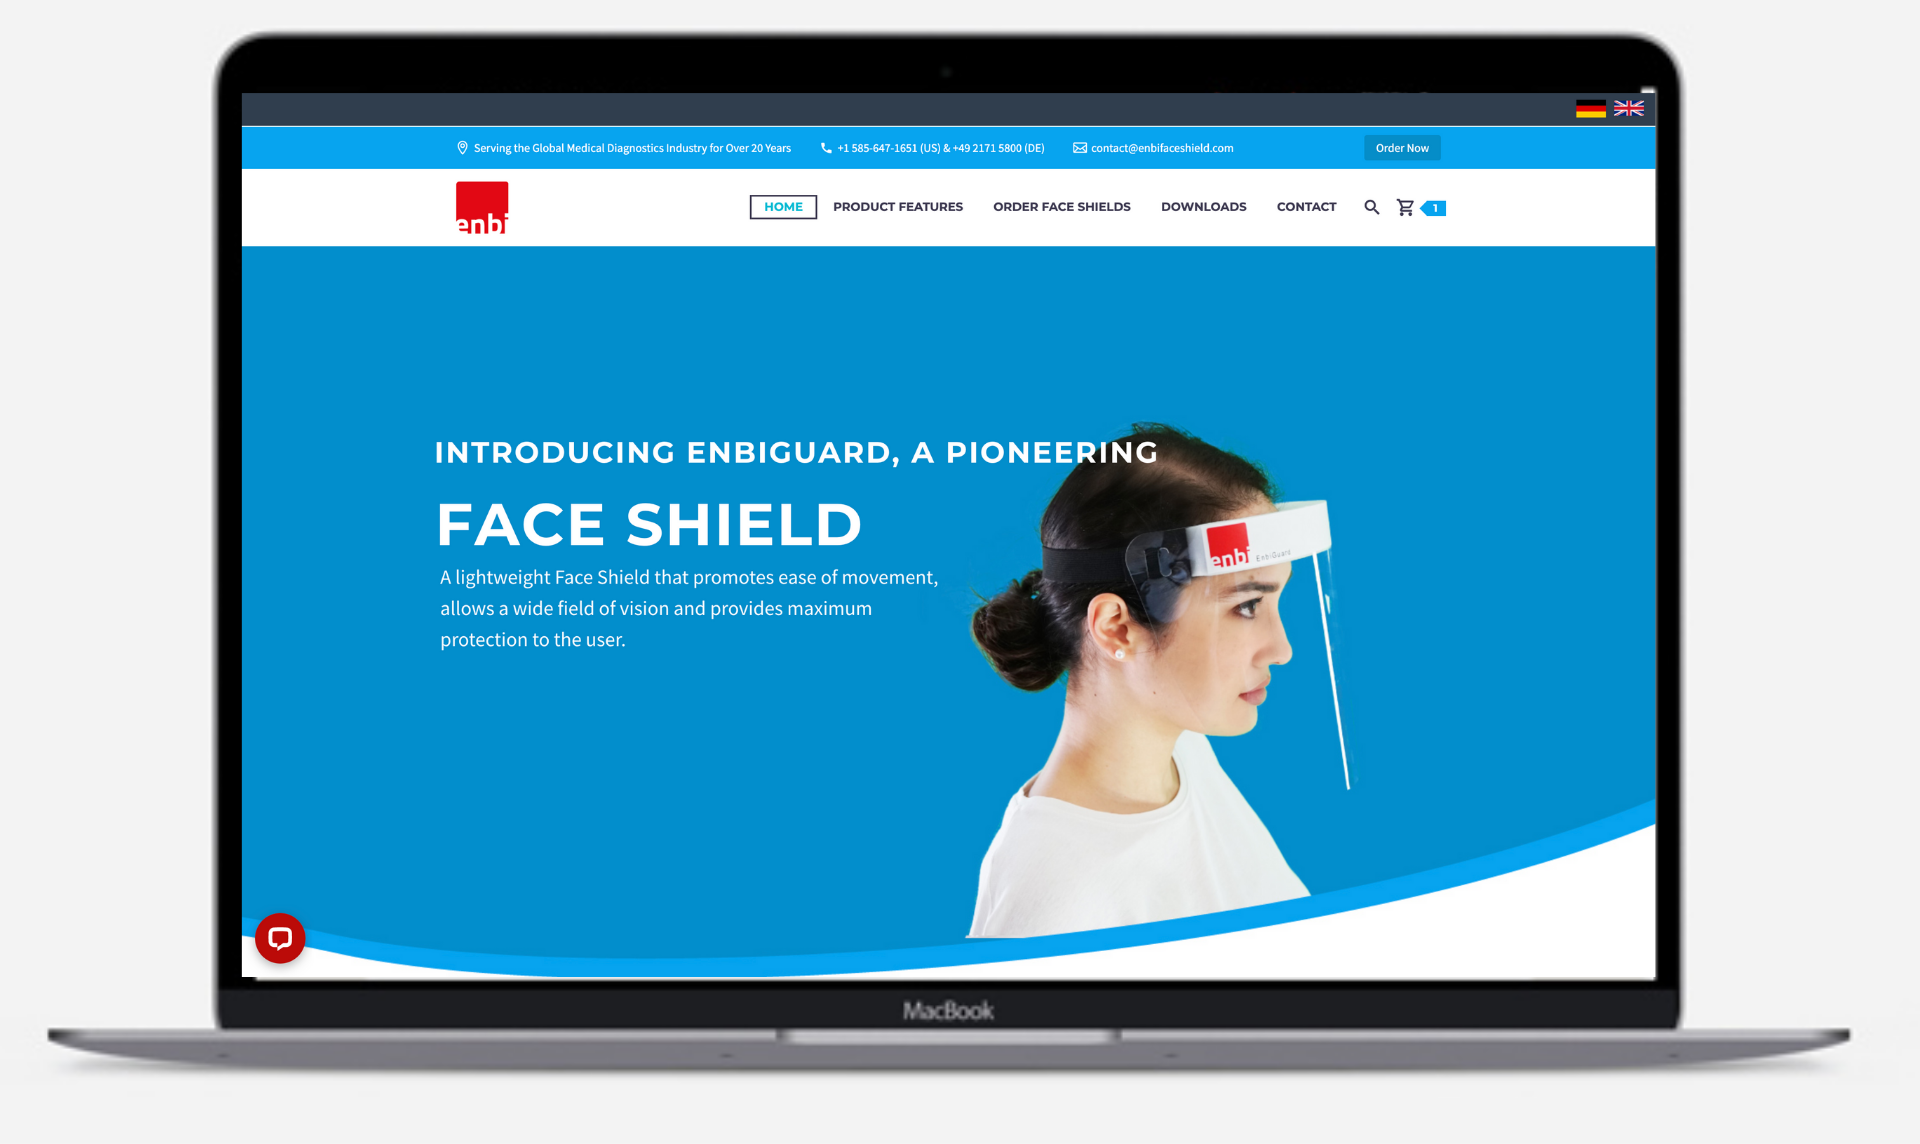 Serving the Global Medical Diagnostics Industry for Over 20 Years
+1 585-647-1651 (US) & +49 2171 5800 (DE)
contact@enbifaceshield.com
Order Now
enbi
HOME
PRODUCT FEATURES
ORDER FACE SHIELDS
DOWNLOADS
CONTACT
1
INTRODUCING ENBIGUARD, A PIONEERING
FACE SHIELD
A lightweight Face Shield that promotes ease of movement,
allows a wide field of vision and provides maximum
protection to the user.
enbi EnbiGuard
MacBook